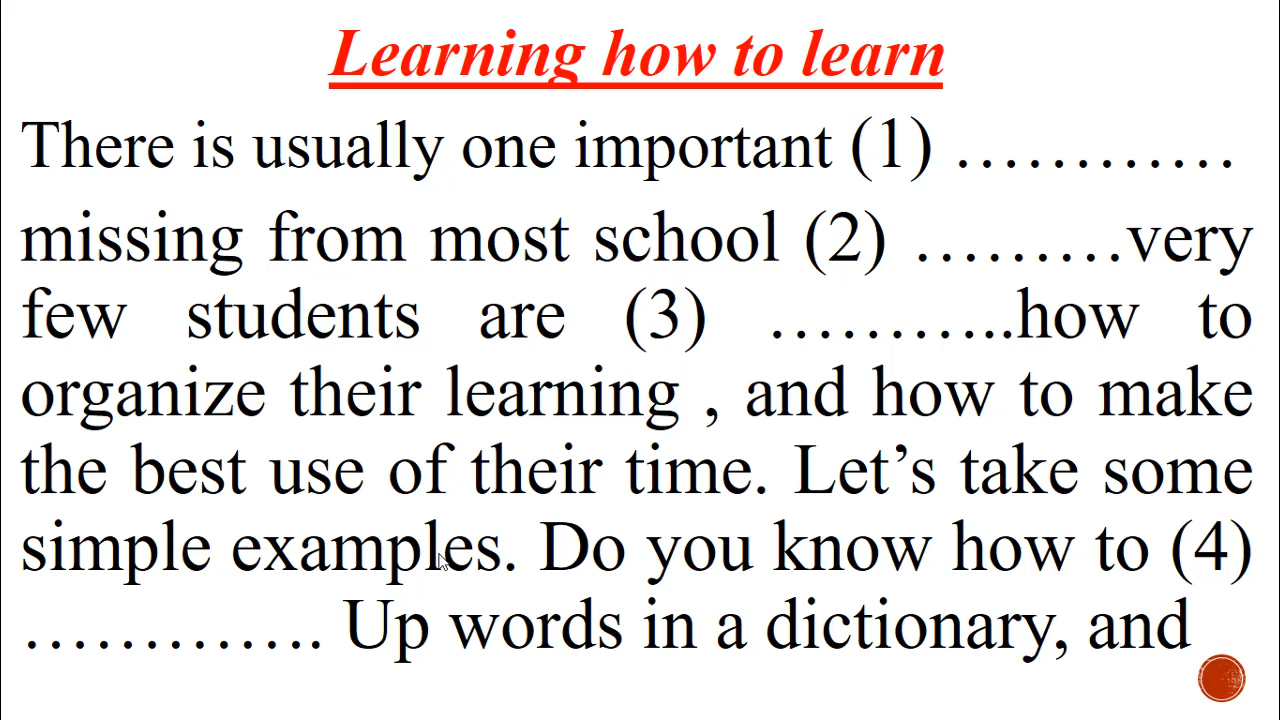 Learning how to learn
There is usually one important (1) …………
missing from most school (2) ………very
few students are (3) ………..how to
organize their learning , and how to make
the best use of their time. Let’s take some
simple examples. Do you know how to (4)
…………. Up words in a dictionary, and